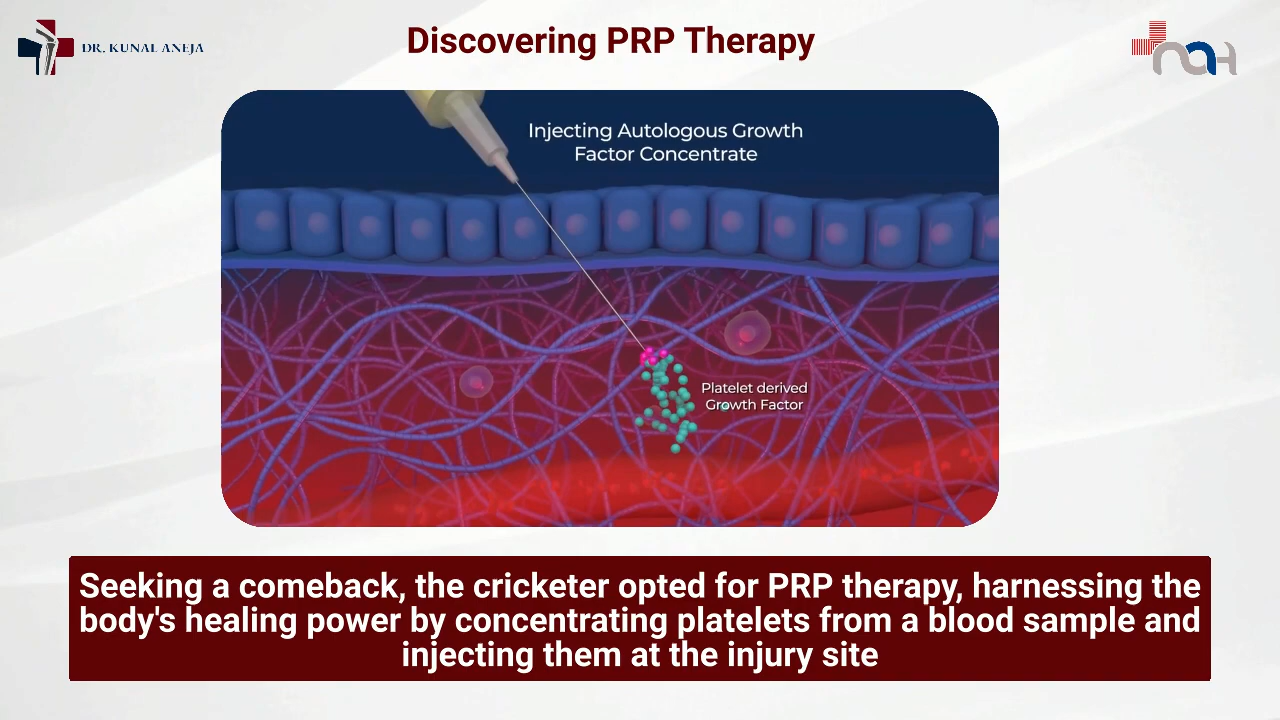 DR. KUNAL ANEJA
Discovering PRP Therapy
nah
Injecting Autologous Growth
Factor Concentrate
Platelet derived
Growth Factor
Seeking a comeback, the cricketer opted for PRP therapy, harnessing the
body's healing power by concentrating platelets from a blood sample and
injecting them at the injury site